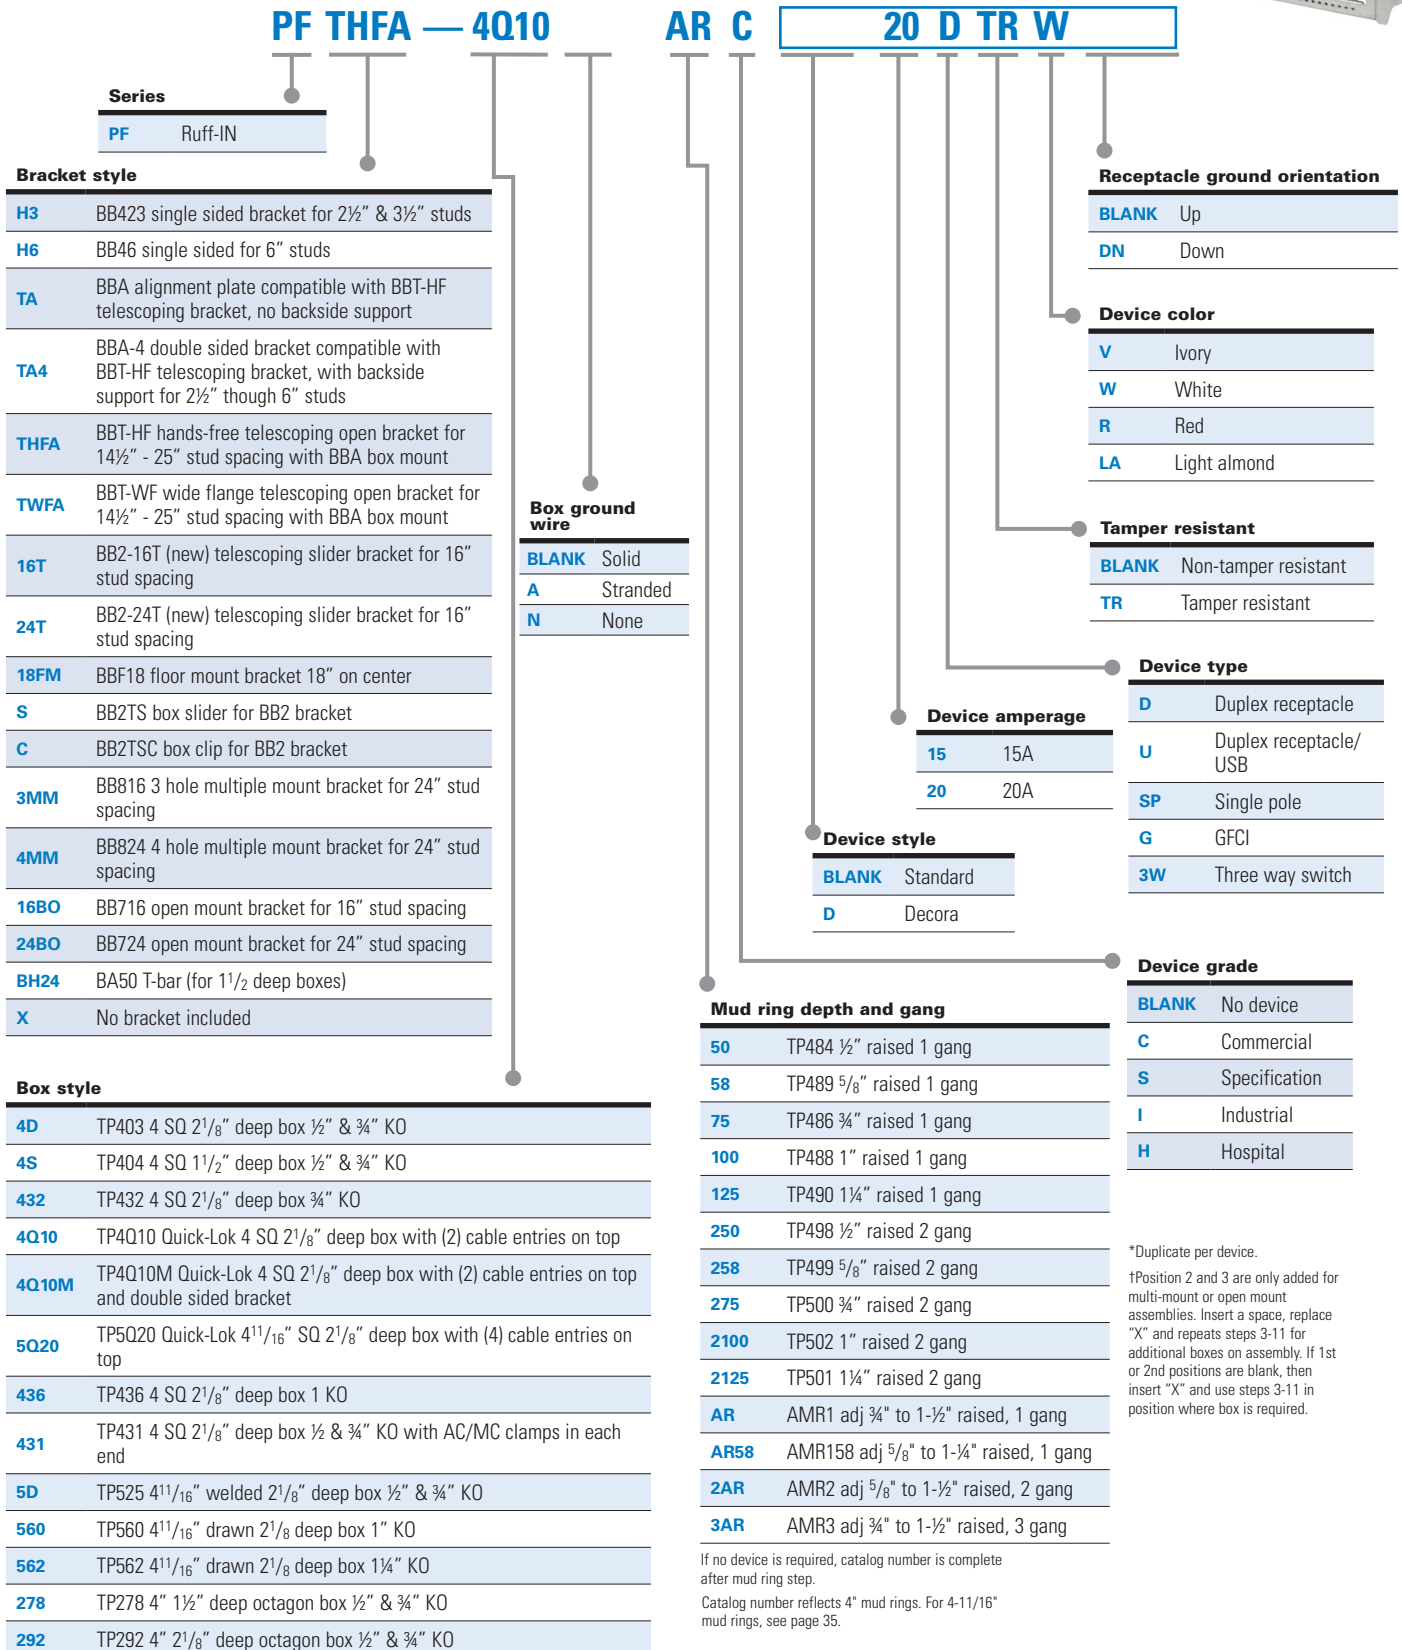 PF THFA — 4Q10 AR C 20 D TR W
Series
PF Ruff-IN
Bracket style
H3 BB423 single sided bracket for 2½” & 3½” studs
H6 BB46 single sided for 6” studs
TA BBA alignment plate compatible with BBT-HF
telescoping bracket, no backside support
TA4 BBA-4 double sided bracket compatible with
BBT-HF telescoping bracket, with backside
support for 2½” though 6” studs
THFA BBT-HF hands-free telescoping open bracket for
14½” - 25” stud spacing with BBA box mount
TWFA BBT-WF wide flange telescoping open bracket for
14½” - 25” stud spacing with BBA box mount
16T BB2-16T (new) telescoping slider bracket for 16”
stud spacing
24T BB2-24T (new) telescoping slider bracket for 16”
stud spacing
18FM BBF18 floor mount bracket 18” on center
S BB2TS box slider for BB2 bracket
C BB2TSC box clip for BB2 bracket
3MM BB816 3 hole multiple mount bracket for 24” stud
spacing
4MM BB824 4 hole multiple mount bracket for 24” stud
spacing
16BO BB716 open mount bracket for 16” stud spacing
24BO BB724 open mount bracket for 24” stud spacing
BH24 BA50 T-bar (for 1 1/2 deep boxes)
X No bracket included
Box style
4D TP403 4 SQ 2 1/8” deep box ½” & ¾” KO
4S TP404 4 SQ 1 1/2” deep box ½” & ¾” KO
432 TP432 4 SQ 2 1/8” deep box ¾” KO
4Q10 TP4Q10 Quick-Lok 4 SQ 2 1/8” deep box with (2) cable entries on top
4Q10M TP4Q10M Quick-Lok 4 SQ 2 1/8” deep box with (2) cable entries on top
and double sided bracket
5Q20 TP5Q20 Quick-Lok 4 11/16” SQ 2 1/8” deep box with (4) cable entries on
top
436 TP436 4 SQ 2 1/8” deep box 1 KO
431 TP431 4 SQ 2 1/8” deep box ½ & ¾” KO with AC/MC clamps in each
end
5D TP525 4 11/16” welded 2 1/8” deep box ½” & ¾” KO
560 TP560 4 11/16” drawn 2 1/8 deep box 1” KO
562 TP562 4 11/16” drawn 2 1/8 deep box 1¼” KO
278 TP278 4” 1½” deep octagon box ½” & ¾” KO
292 TP292 4” 2 1/8” deep octagon box ½” & ¾” KO
Box ground
wire
BLANK Solid
A Stranded
N None
Mud ring depth and gang
50 TP484 ½” raised 1 gang
58 TP489 5/8” raised 1 gang
75 TP486 ¾” raised 1 gang
100 TP488 1” raised 1 gang
125 TP490 1¼” raised 1 gang
250 TP498 ½” raised 2 gang
258 TP499 5/8” raised 2 gang
275 TP500 ¾” raised 2 gang
2100 TP502 1” raised 2 gang
2125 TP501 1¼” raised 2 gang
AR AMR1 adj ¾" to 1-½" raised, 1 gang
AR58 AMR158 adj 5/8" to 1-¼" raised, 1 gang
2AR AMR2 adj 5/8" to 1-½" raised, 2 gang
3AR AMR3 adj ¾" to 1-½" raised, 3 gang
If no device is required, catalog number is complete
after mud ring step.
Catalog number reflects 4" mud rings. For 4-11/16"
mud rings, see page 35.
Device grade
BLANK No device
C Commercial
S Specification
I Industrial
H Hospital
Device style
BLANK Standard
D Decora
Device amperage
15 15A
20 20A
Device type
D Duplex receptacle
U Duplex receptacle/
USB
SP Single pole
G GFCI
3W Three way switch
Tamper resistant
BLANK Non-tamper resistant
TR Tamper resistant
Device color
V Ivory
W White
R Red
LA Light almond
Receptacle ground orientation
BLANK Up
DN Down
*Duplicate per device.
†Position 2 and 3 are only added for
multi-mount or open mount
assemblies. Insert a space, replace
“X” and repeats steps 3-11 for
additional boxes on assembly. If 1st
or 2nd positions are blank, then
insert “X” and use steps 3-11 in
position where box is required.